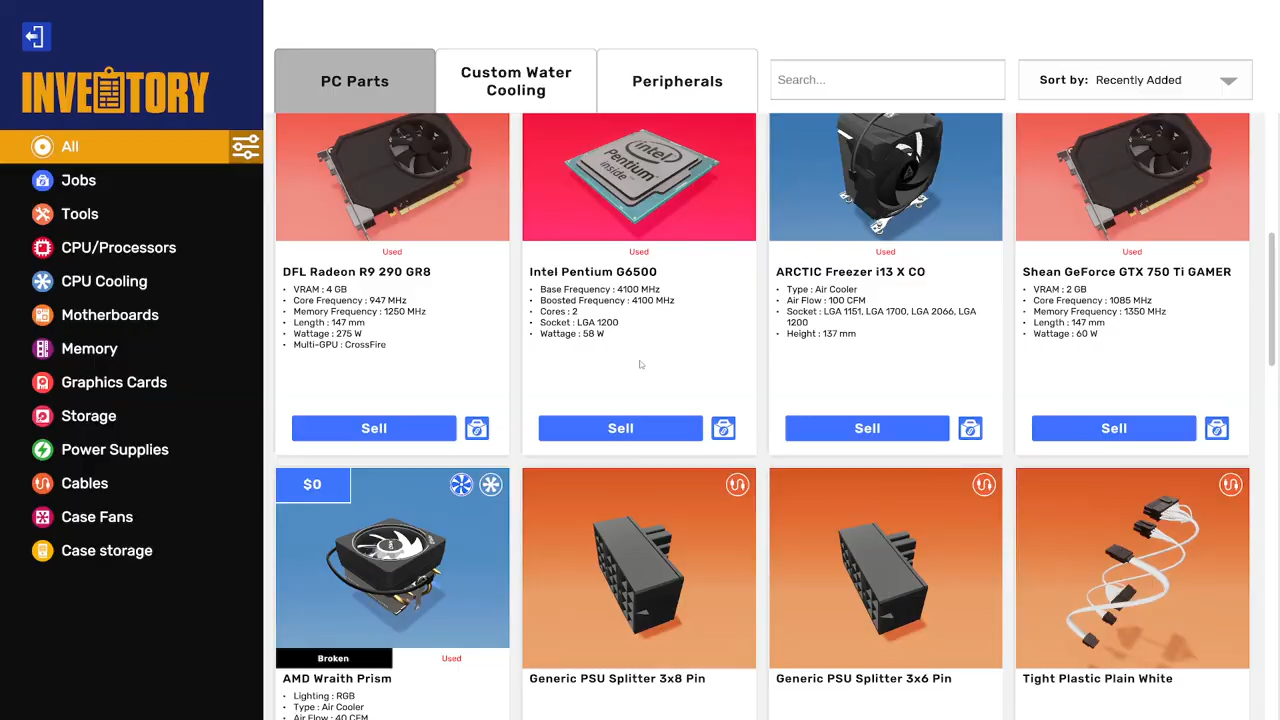 INVENTORY
All
Jobs
Tools
CPU/Processors
CPU Cooling
Motherboards
Memory
Graphics Cards
Storage
Power Supplies
Cables
Case Fans
Case storage
PC Parts
Custom Water
Cooling
Peripherals
Search...
Sort by: Recently Added
intel
PENTIUM
inside
Used
Used
Used
Used
DFL Radeon R9 290 GR8
• VRAM : 4 GB
• Core Frequency : 947 MHz
• Memory Frequency : 1250 MHz
• Length : 147 mm
• Wattage : 275 W
• Multi-GPU : CrossFire
Sell
Intel Pentium G6500
• Base Frequency : 4100 MHz
• Boosted Frequency : 4100 MHz
• Cores : 2
• Socket : LGA 1200
• Wattage : 58 W
Sell
ARCTIC Freezer i13 X CO
• Type : Air Cooler
• Air Flow : 100 CFM
• Socket : LGA 1151, LGA 1700, LGA 2066, LGA
1200
• Height : 137 mm
Sell
Shean GeForce GTX 750 Ti GAMER
• VRAM : 2 GB
• Core Frequency : 1085 MHz
• Memory Frequency : 1350 MHz
• Length : 147 mm
• Wattage : 60 W
Sell
$0
Broken
Used
AMD Wraith Prism
• Lighting : RGB
• Type : Air Cooler
• Air Flow : 40 CFM
Generic PSU Splitter 3x8 Pin
Generic PSU Splitter 3x6 Pin
Tight Plastic Plain White